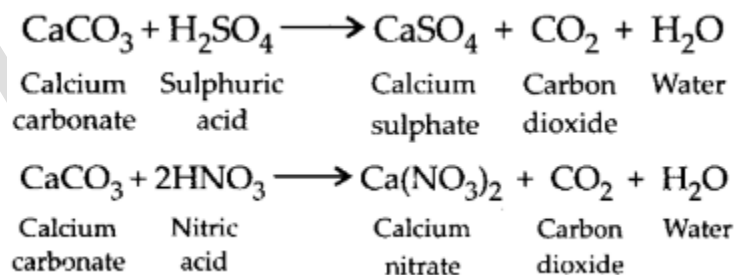 CaCO₃ + H₂SO₄ ⟶ CaSO₄ + CO₂ + H₂O
Calcium Sulphuric Calcium Carbon Water
carbonate acid sulphate dioxide
CaCO₃ + 2HNO₃ ⟶ Ca(NO₃)₂ + CO₂ + H₂O
Calcium Nitric Calcium Carbon Water
carbonate acid nitrate dioxide